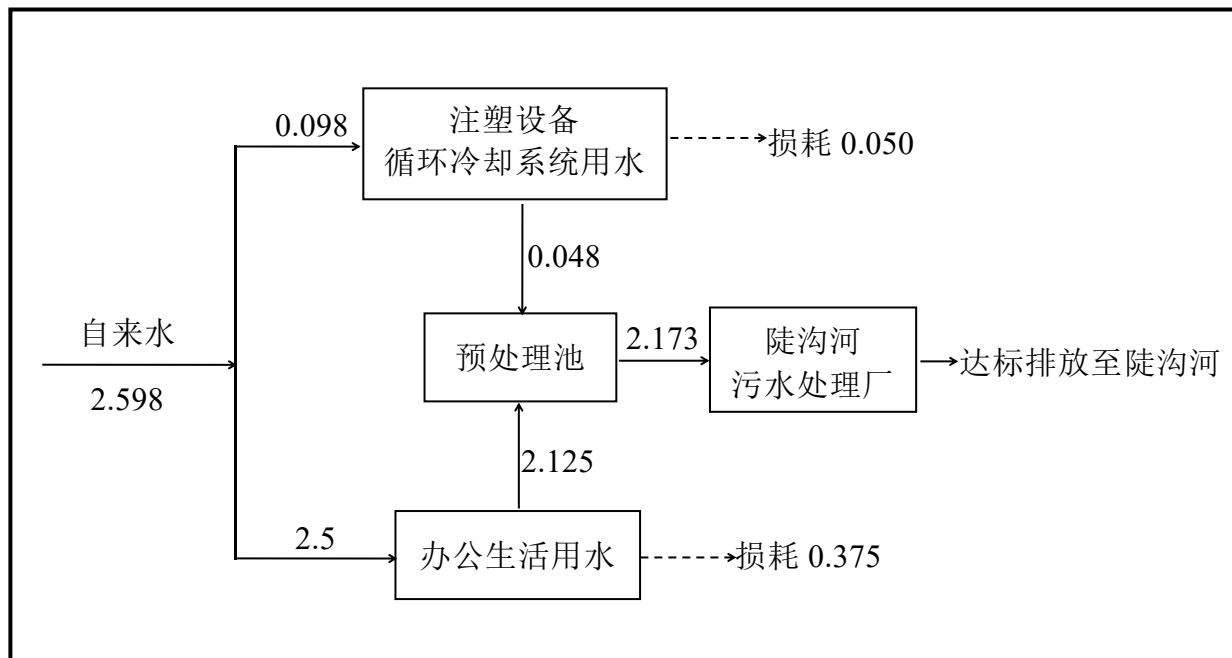 注塑设备
循环冷却系统用水
0.098
损耗 0.050
0.048
自来水
2.598
预处理池
2.173
陡沟河
污水处理厂
达标排放至陡沟河
2.125
2.5
办公生活用水
损耗 0.375